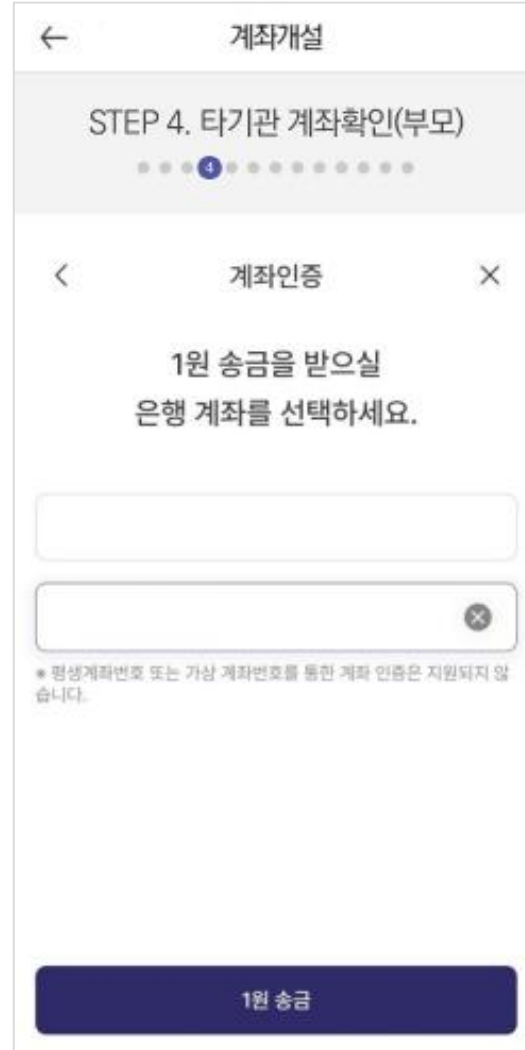 계좌개설
STEP 4. 타기관 계좌확인(부모)
4
계좌인증
1원 송금을 받으실
은행 계좌를 선택하세요.
* 평생계좌번호 또는 가상 계좌번호를 통한 계좌 인증은 지원되지 않
습니다.
1원 송금